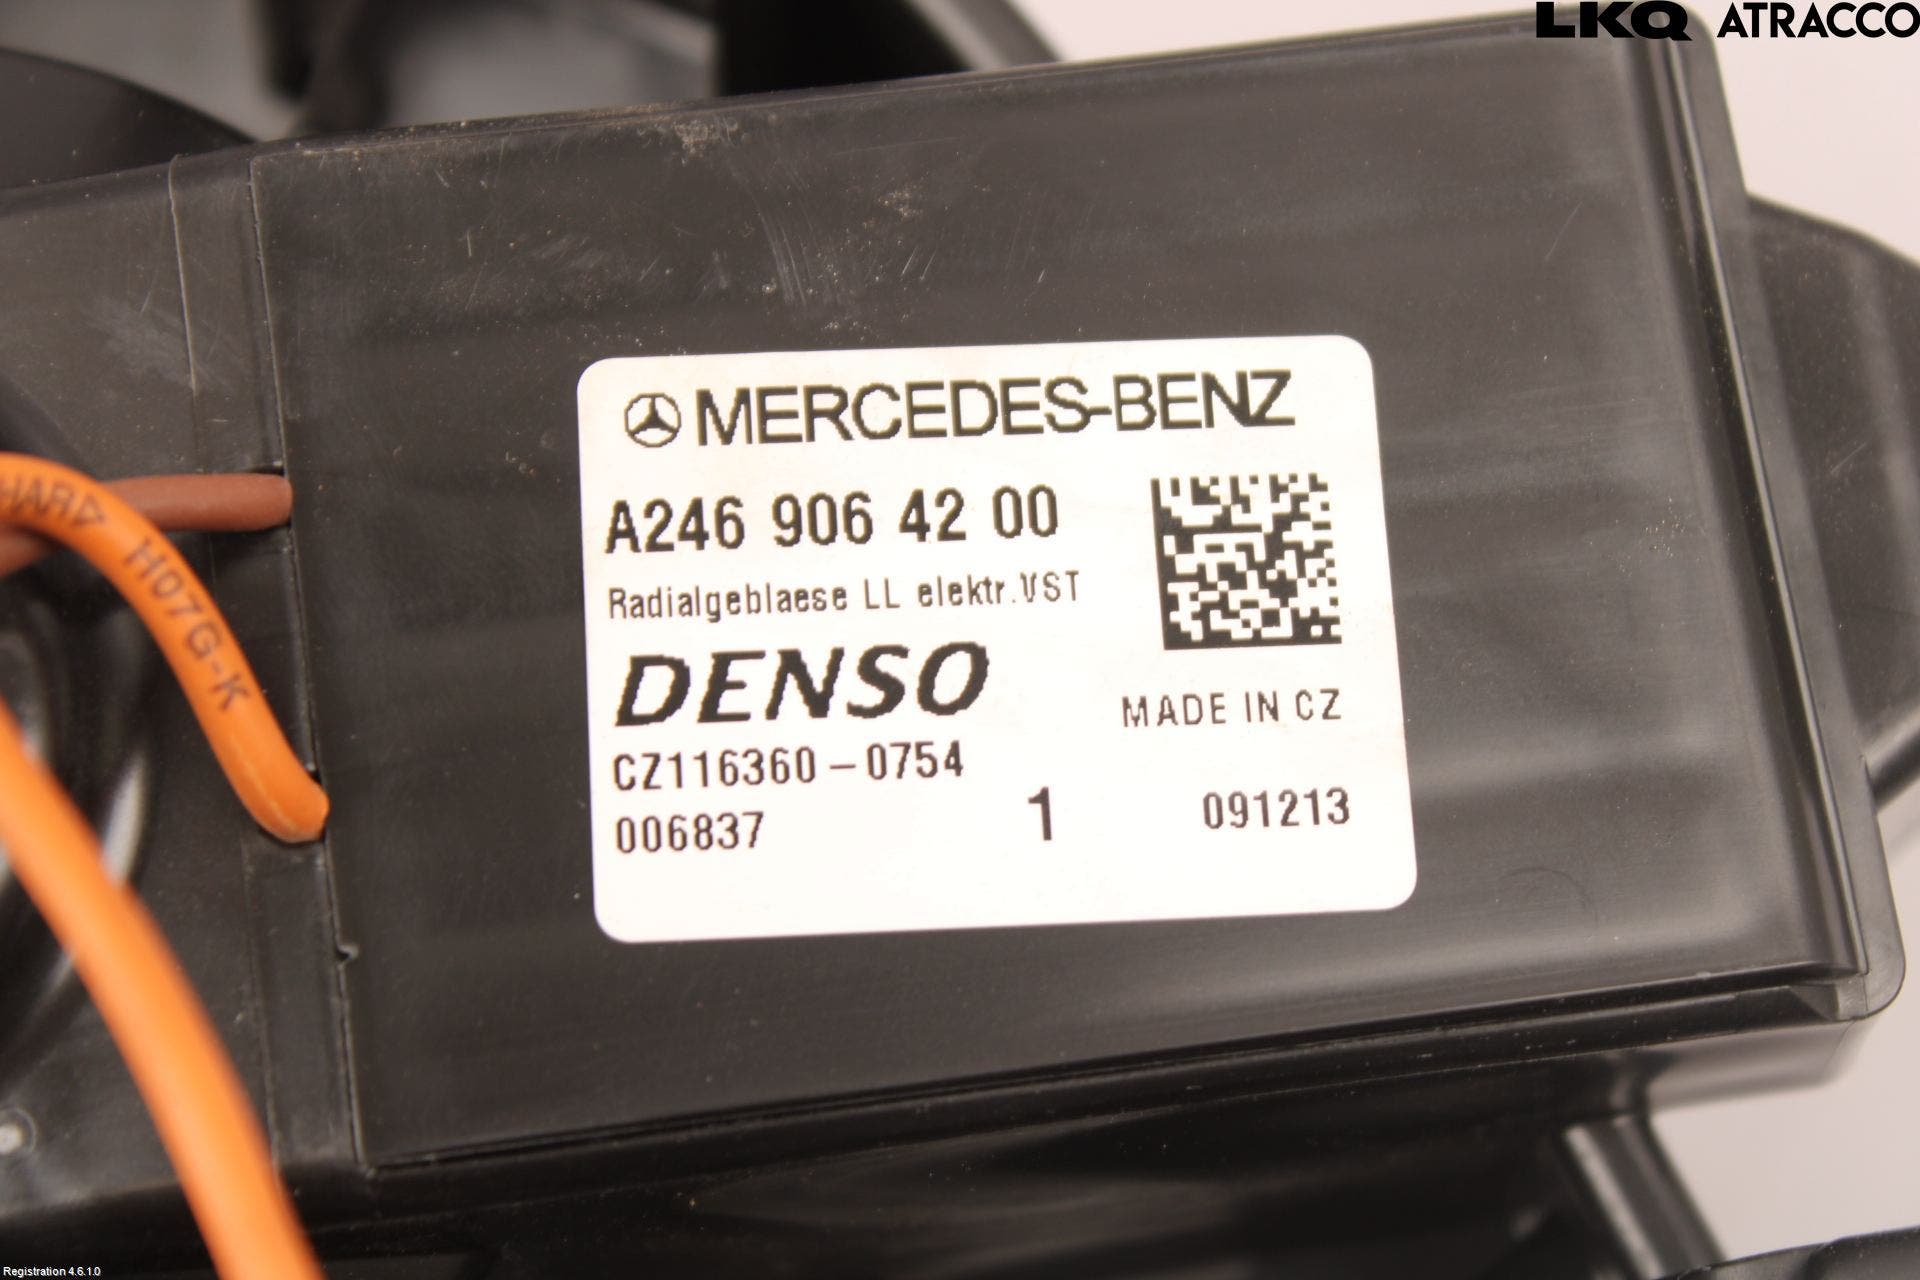 LKQ ATRACCO
MERCEDES-BENZ
A246 906 42 00
Radialgeblaese LL elektr.VST
DENSO
MADE IN CZ
CZ116360-0754
006837
1
091213
HARD
H07G-K
Registration 4.6.1.0